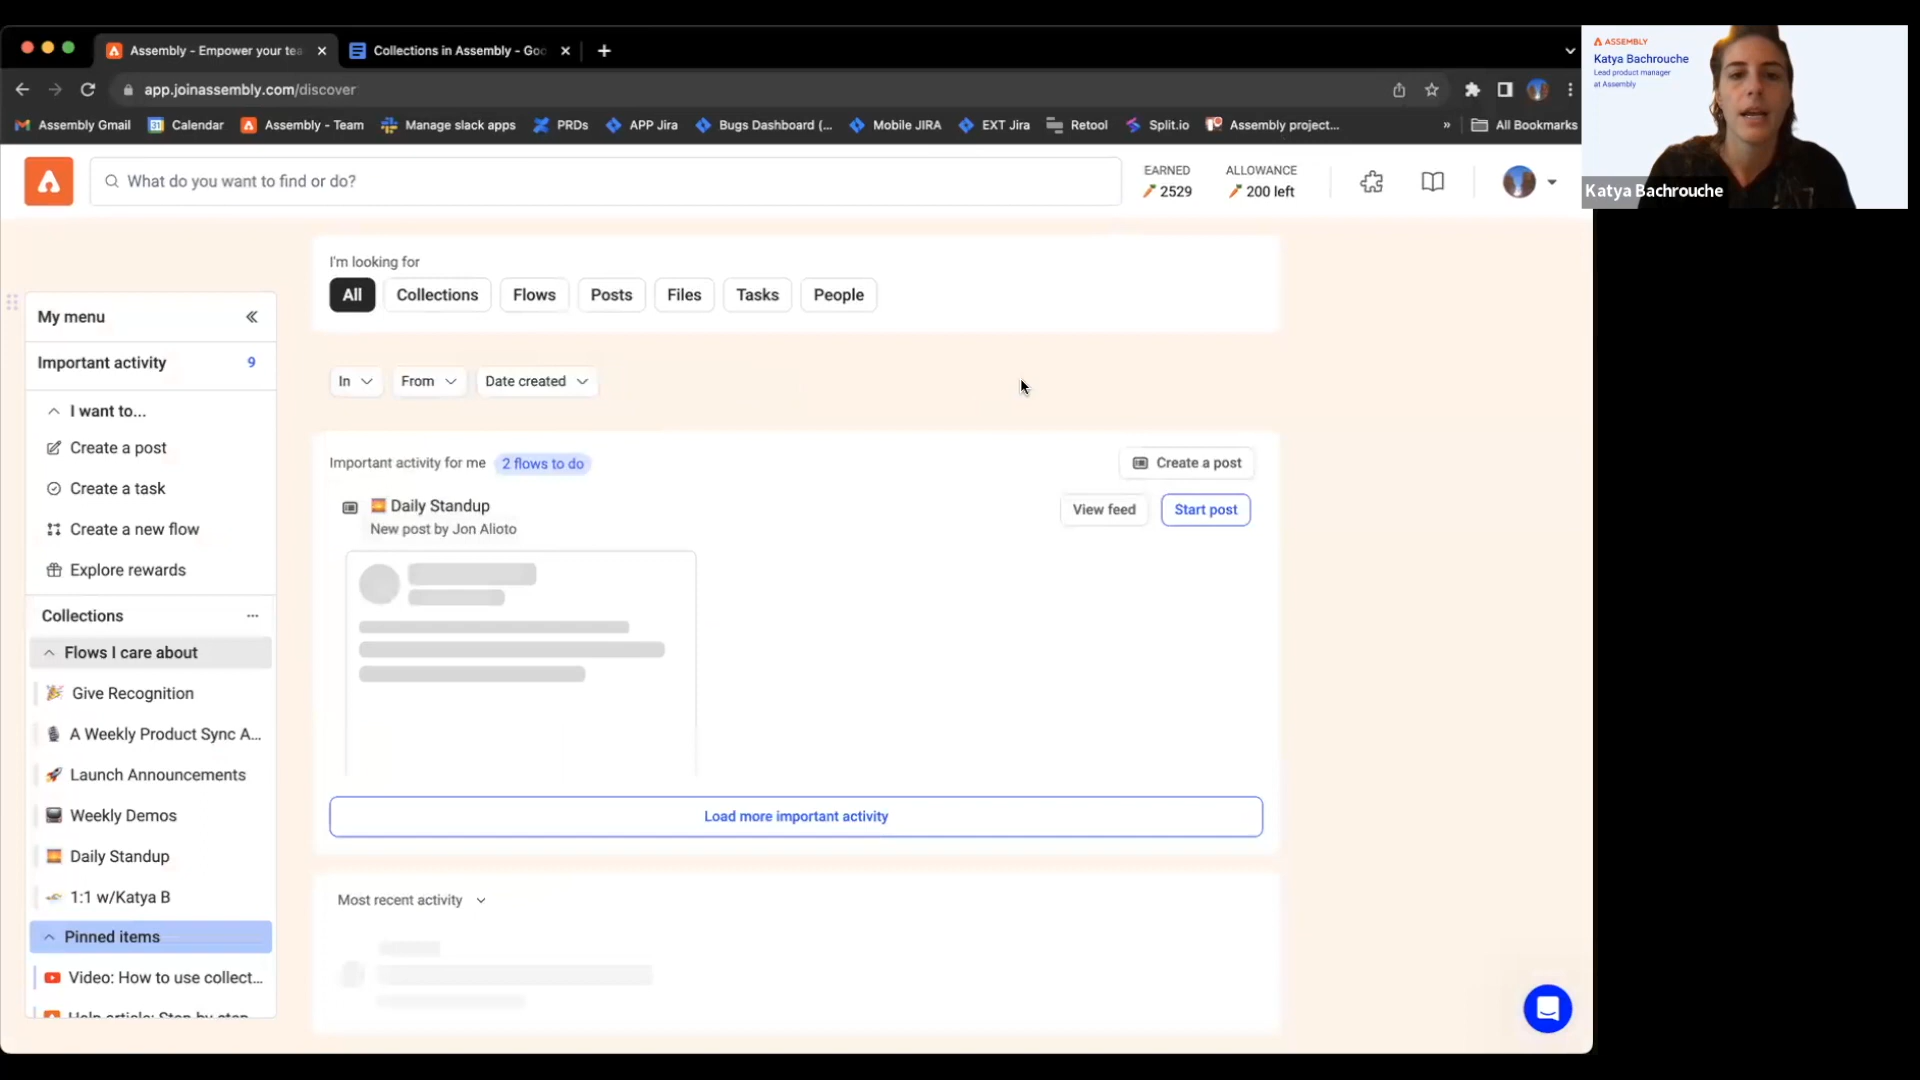 Assembly - Empower your tea
Collections in Assembly - Goo
app.joinassembly.com/discover
Assembly Gmail
Calendar
Assembly - Team
Manage slack apps
PRDs
APP Jira
Bugs Dashboard (...
Mobile JIRA
EXT Jira
Retool
Split.io
Assembly project...
»
All Bookmarks
ASSEMBLY
Katya Bachrouche
Lead product manager
at Assembly
Katya Bachrouche
What do you want to find or do?
EARNED
2529
ALLOWANCE
200 left
I'm looking for
All
Collections
Flows
Posts
Files
Tasks
People
In
From
Date created
My menu
Important activity 9
I want to...
Create a post
Create a task
Create a new flow
Explore rewards
Collections
Flows I care about
Give Recognition
A Weekly Product Sync A...
Launch Announcements
Weekly Demos
Daily Standup
1:1 w/Katya B
Pinned items
Video: How to use collect...
Help article: Step by step
Important activity for me 2 flows to do
Create a post
Daily Standup
New post by Jon Alioto
View feed
Start post
Load more important activity
Most recent activity